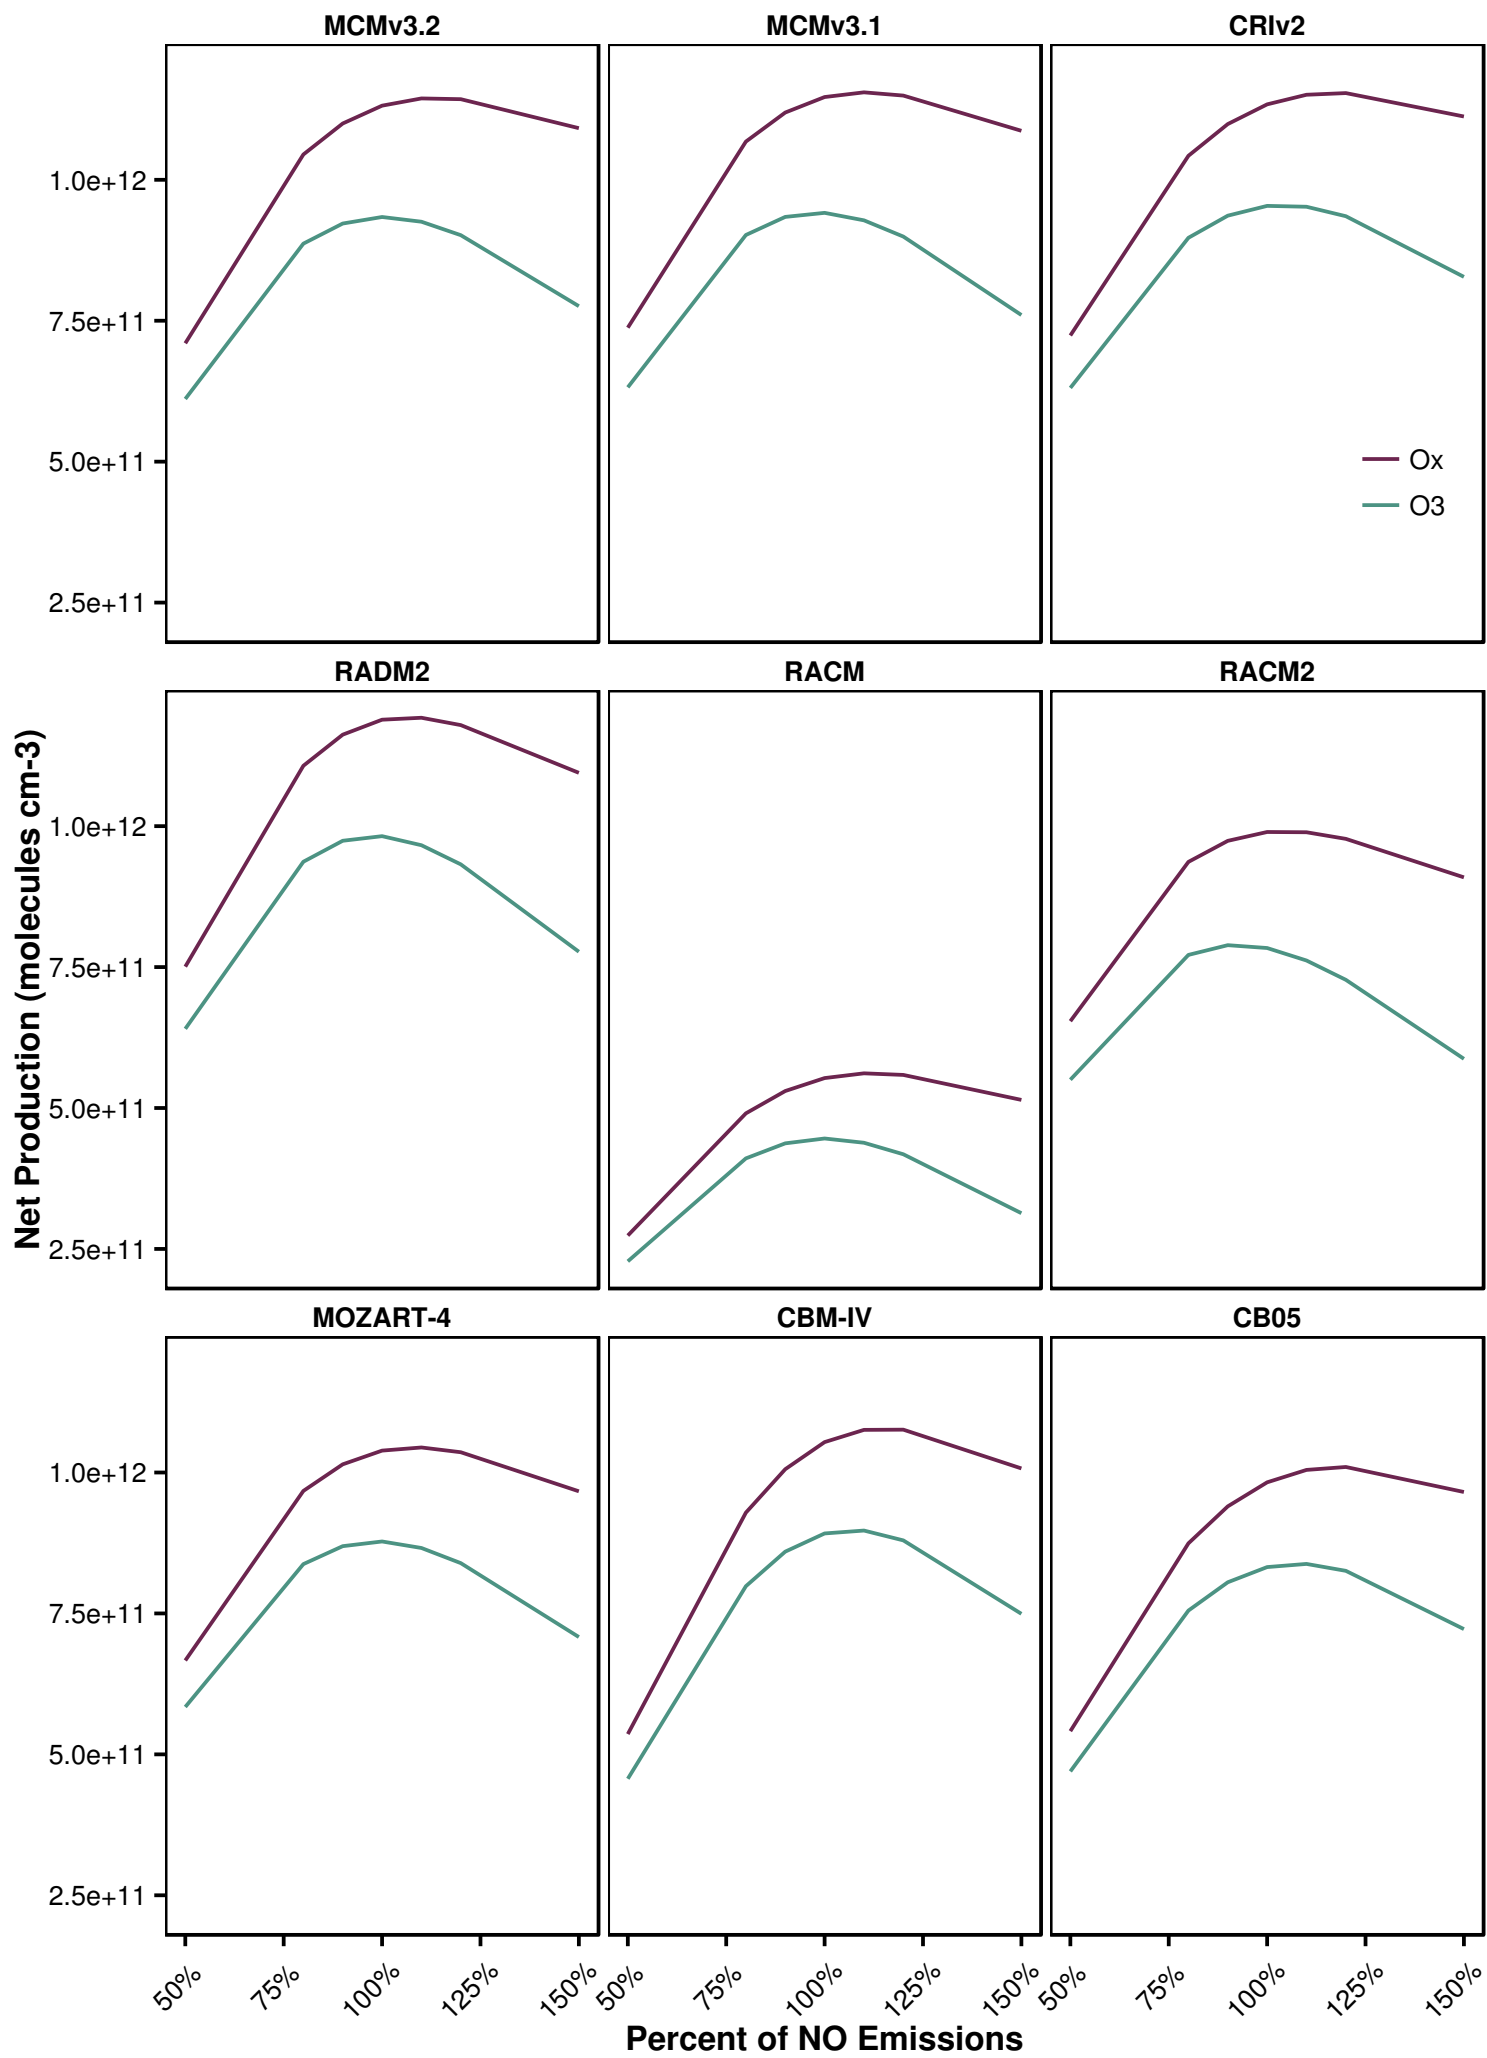 MCMv3.2 MCMv3.1 CRIv2
1.0e+12
7.5e+11
5.0e+11
2.5e+11
Ox
O3
RADM2 RACM RACM2
Net Production (molecules cm-3)
1.0e+12
7.5e+11
5.0e+11
2.5e+11
MOZART-4 CBM-IV CB05
1.0e+12
7.5e+11
5.0e+11
2.5e+11
50% 75% 100% 125% 150% 50% 75% 100% 125% 150% 50% 75% 100% 125% 150%
Percent of NO Emissions